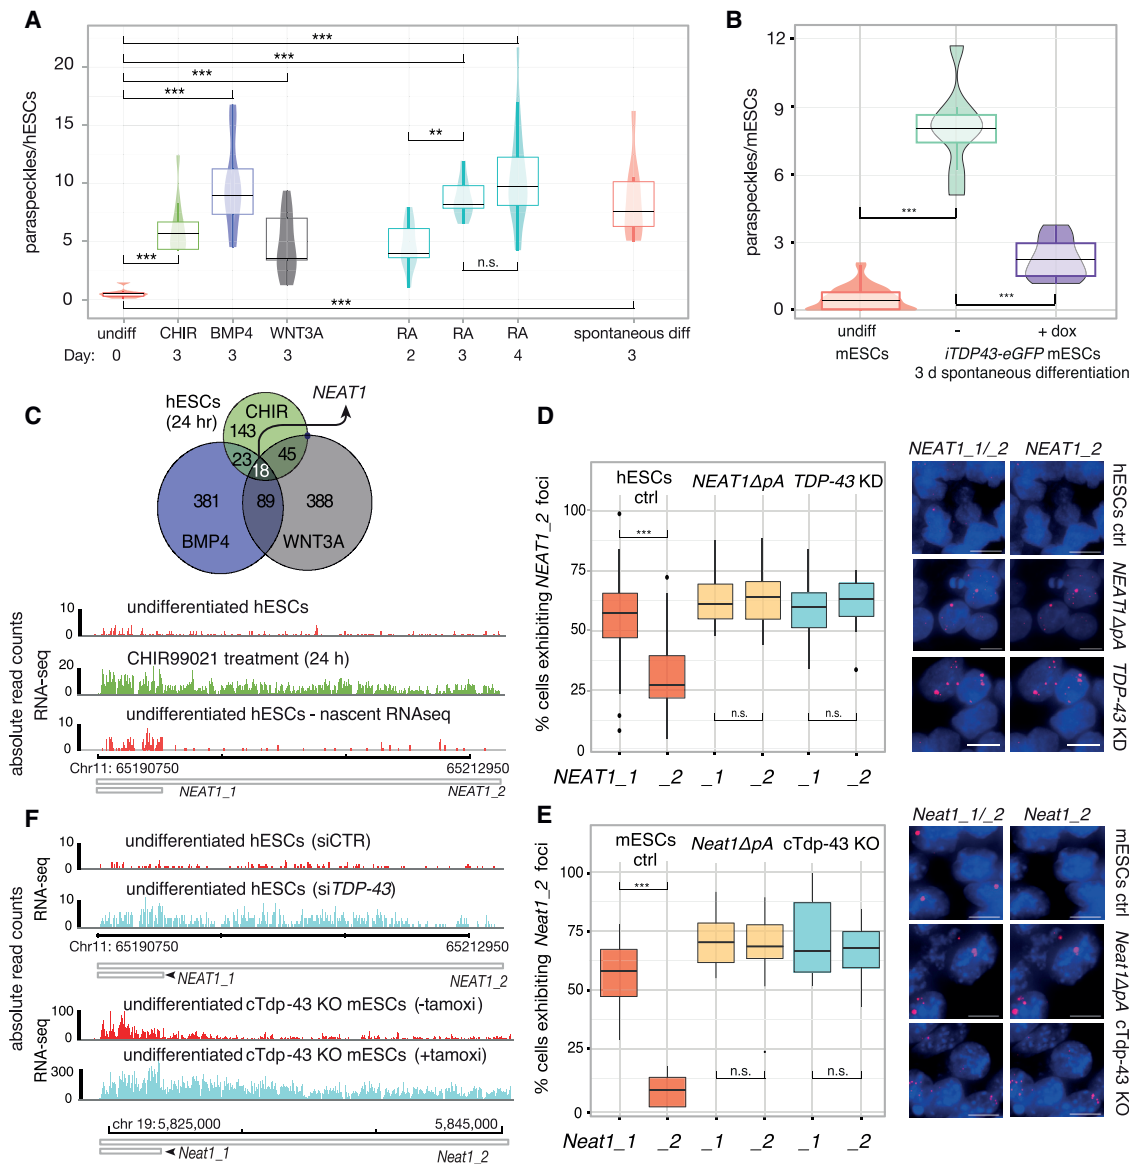 A
paraspeckles/hESCs
20
15
10
5
0
***
***
***
***
***
**
n.s.
***
undiff CHIR BMP4 WNT3A RA RA RA spontaneous diff
Day: 0 3 3 3 2 3 4 3
B
paraspeckles/mESCs
12
9
6
3
0
***
***
undiff - + dox
mESCs iTDP43-eGFP mESCs
3 d spontaneous differentiation
C
hESCs
(24 hr)
NEAT1
CHIR
143
23
45
18
381
89
388
BMP4
WNT3A
absolute read counts
RNA-seq
10
0
undifferentiated hESCs
20
0
CHIR99021 treatment (24 h)
10
0
undifferentiated hESCs - nascent RNAseq
Chr11: 65190750
65212950
NEAT1_1
NEAT1_2
D
% cells exhibiting NEAT1_2 foci
100
75
50
25
0
hESCs
ctrl
NEAT1ΔpA
TDP-43 KD
***
n.s.
n.s.
NEAT1_1 _2 _1 _2 _1 _2
NEAT1_1/_2
NEAT1_2
hESCs ctrl
NEAT1ΔpA
TDP-43 KD
E
% cells exhibiting Neat1_2 foci
100
75
50
25
0
mESCs
ctrl
Neat1ΔpA
cTdp-43 KO
***
n.s.
n.s.
Neat1_1 _2 _1 _2 _1 _2
Neat1_1/_2
Neat1_2
mESCs ctrl
Neat1ΔpA
cTdp-43 KO
F
absolute read counts
RNA-seq
10
0
undifferentiated hESCs (siCTR)
10
0
undifferentiated hESCs (siTDP-43)
Chr11: 65190750
65212950
NEAT1_1
NEAT1_2
RNA-seq
100
0
undifferentiated cTdp-43 KO mESCs (-tamoxi)
300
0
undifferentiated cTdp-43 KO mESCs (+tamoxi)
chr 19: 5,825,000
5,845,000
Neat1_1
Neat1_2